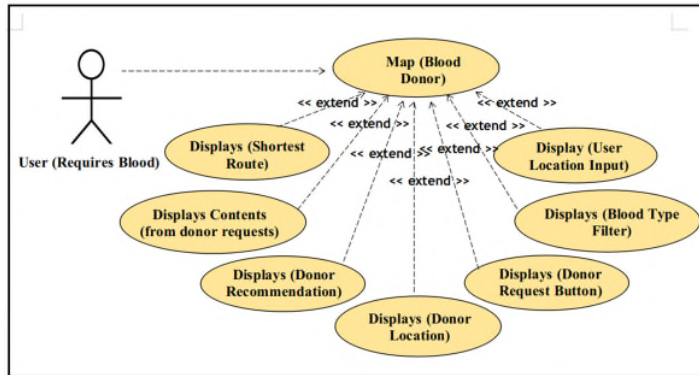 Map (Blood
Donor)
<< extend >>
<< extend >>
<< extend >>
<< extend >>
<< extend >>
<< extend >>
<< extend >>
User (Requires Blood)
Displays (Shortest
Route)
Display (User
Location Input)
Displays Contents
(from donor requests)
Displays (Blood Type
Filter)
Displays (Donor
Recommendation)
Displays (Donor
Request Button)
Displays (Donor
Location)